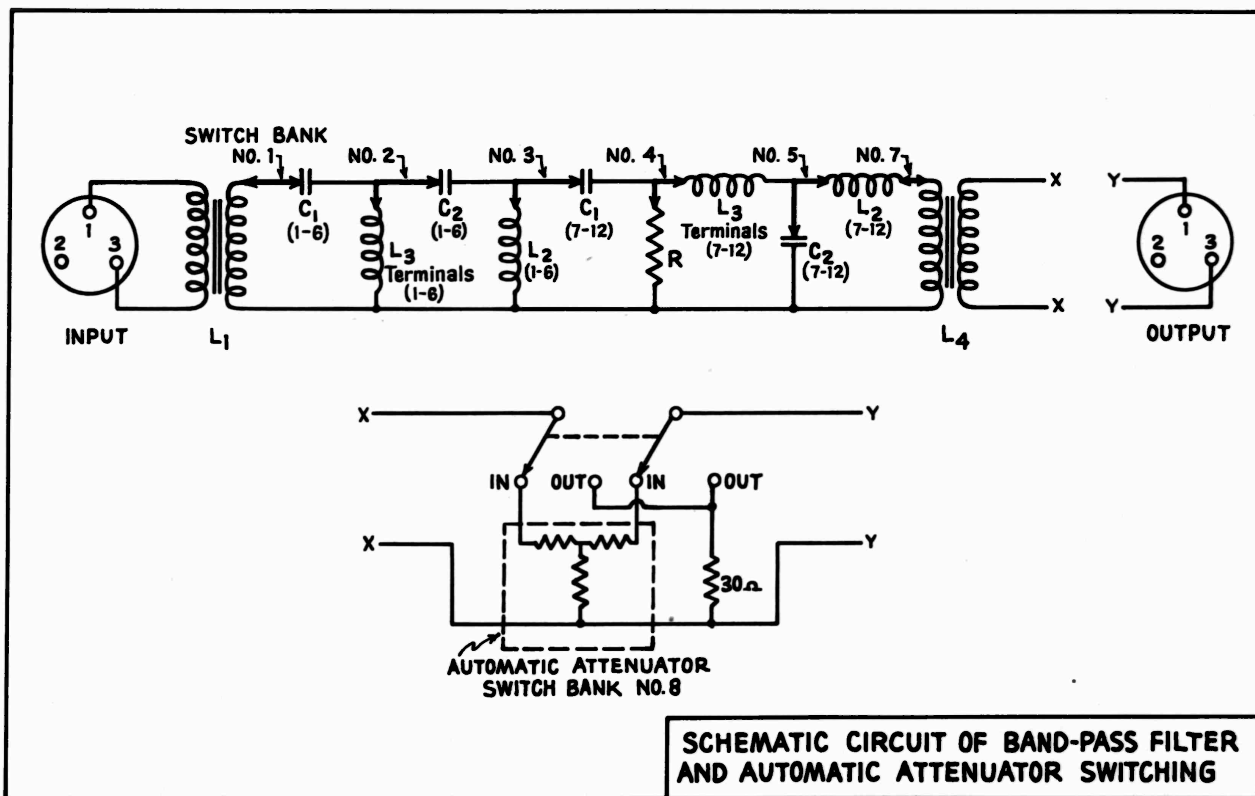 SWITCH BANK
NO. 1
NO. 2
NO. 3
NO. 4
NO. 5
NO. 7
X
Y
1
2
3
C1
(1-6)
C2
(1-6)
C1
(7-12)
L3
Terminals
(7-12)
L2
(7-12)
1
2
3
L3
Terminals
(1-6)
L2
(1-6)
R
C2
(7-12)
X
Y
INPUT
L1
L4
OUTPUT
X
Y
IN
OUT
IN
OUT
X
Y
30Ω
AUTOMATIC ATTENUATOR
SWITCH BANK NO. 8
SCHEMATIC CIRCUIT OF BAND-PASS FILTER
AND AUTOMATIC ATTENUATOR SWITCHING